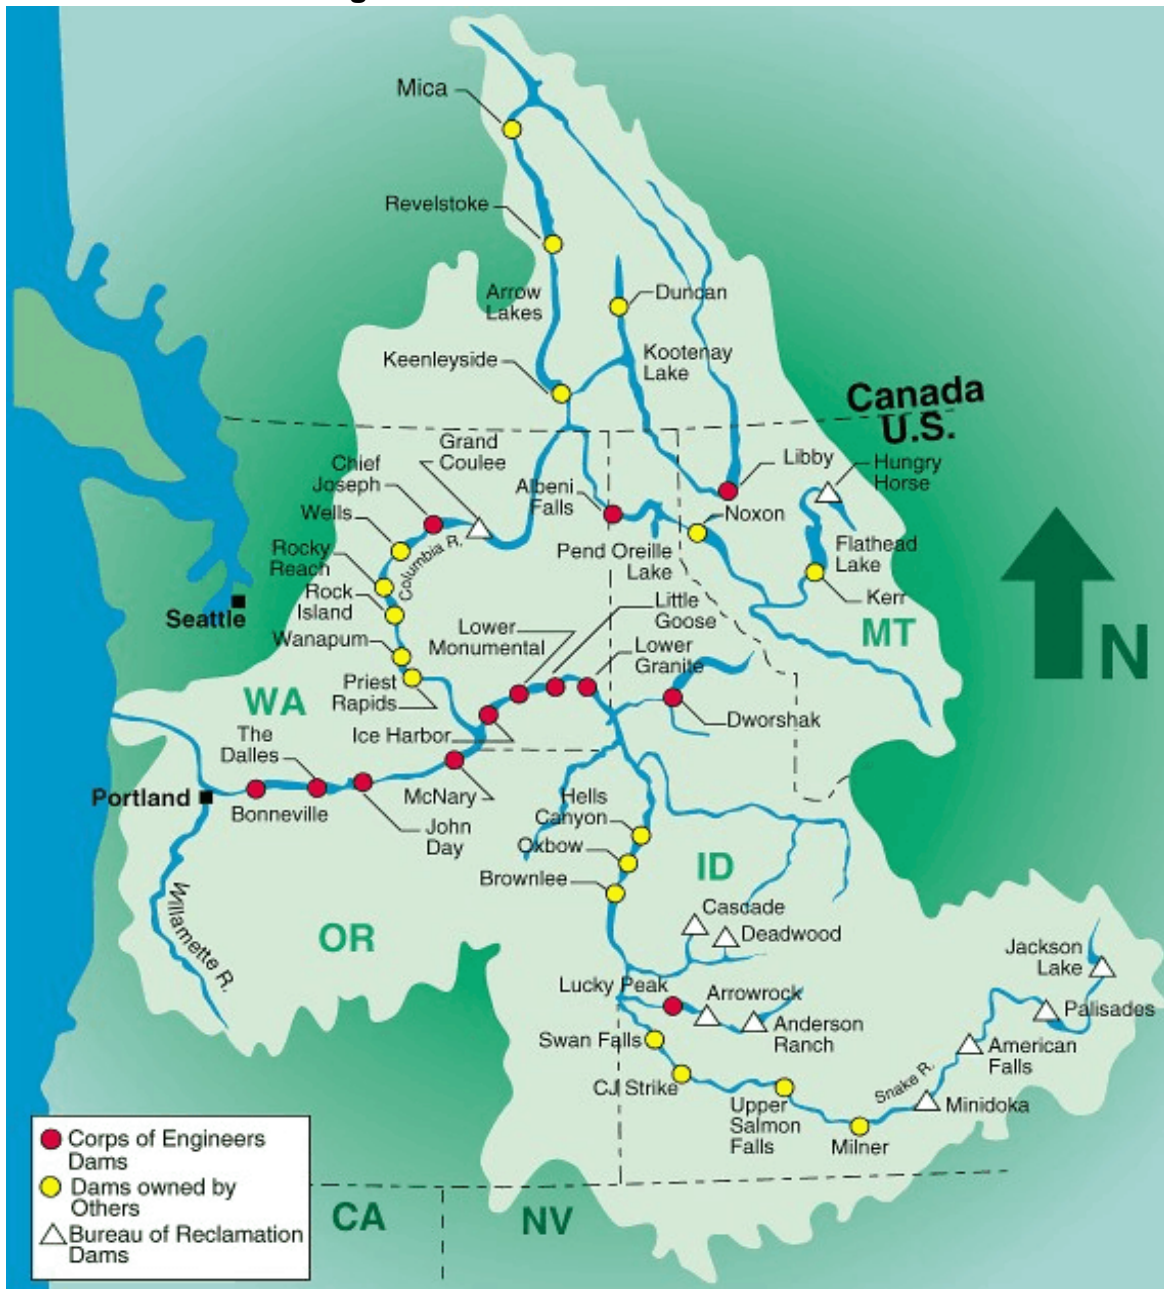 Mica
Revelstoke
Arrow
Lakes
Duncan
Keenleyside
Kootenay
Lake
Canada
U.S.
Grand
Coulee
Chief
Joseph
Libby
Hungry
Horse
Albeni
Falls
Wells
Noxon
Columbia R.
Rocky
Reach
Pend Oreille
Lake
Flathead
Lake
Rock
Island
Little
Goose
Kerr
Seattle
Lower
Monumental
Wanapum
Lower
Granite
MT
N
Priest
Rapids
WA
Ice Harbor
Dworshak
The
Dalles
Portland
Bonneville
McNary
John
Day
Hells
Canyon
Oxbow
Brownlee
ID
Willamette R.
OR
Cascade
Deadwood
Jackson
Lake
Lucky Peak
Arrowrock
Palisades
Anderson
Ranch
Swan Falls
American
Falls
CJ Strike
Snake R.
Upper
Salmon
Falls
Minidoka
Milner
Corps of Engineers
Dams
Dams owned by
Others
Bureau of Reclamation
Dams
CA
NV